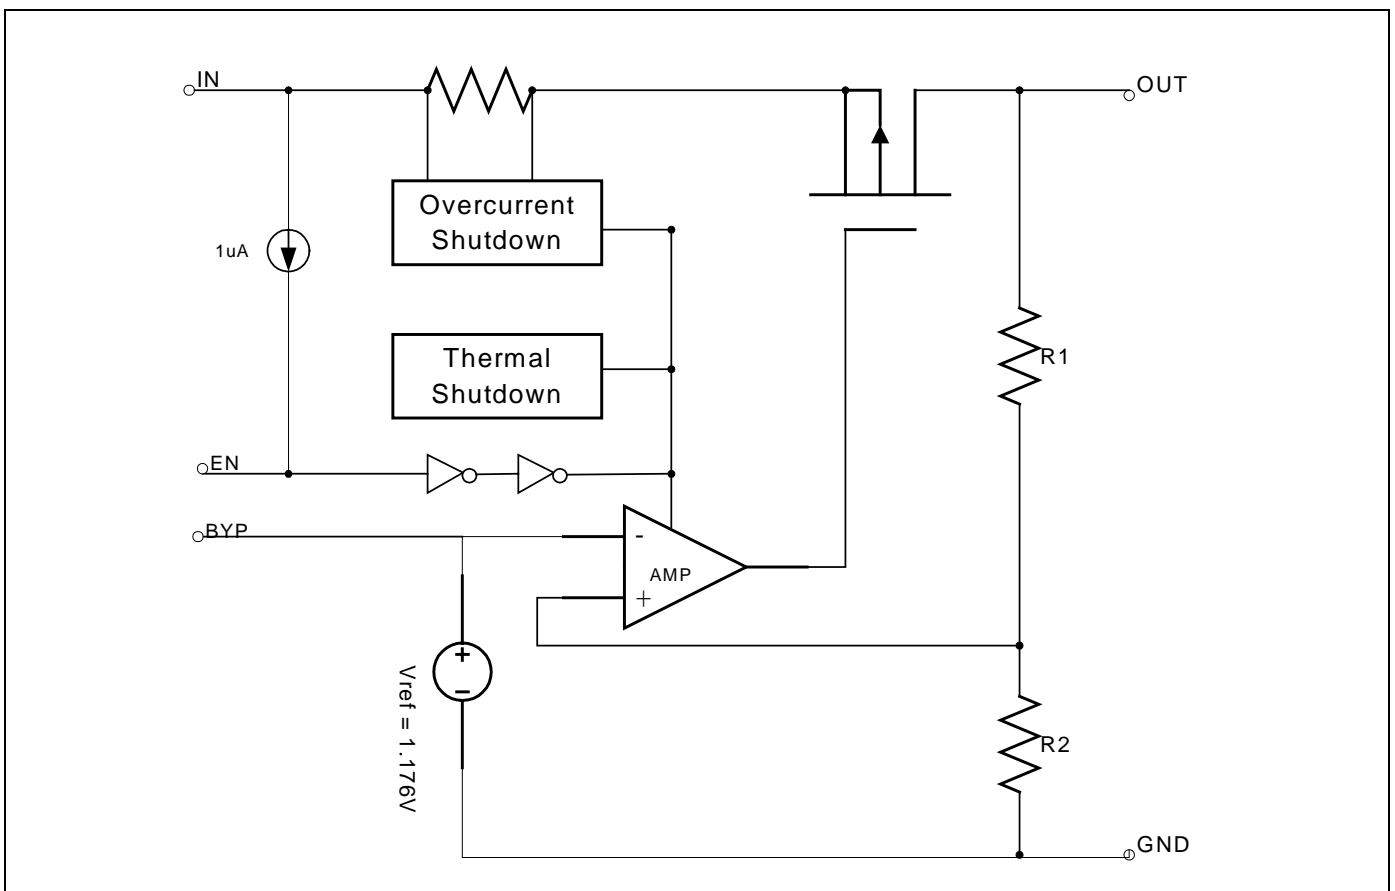 IN
OUT
Overcurrent
Shutdown
1uA
R1
Thermal
Shutdown
EN
BYP
-
AMP
+
+
–
Vref = 1.176V
R2
GND